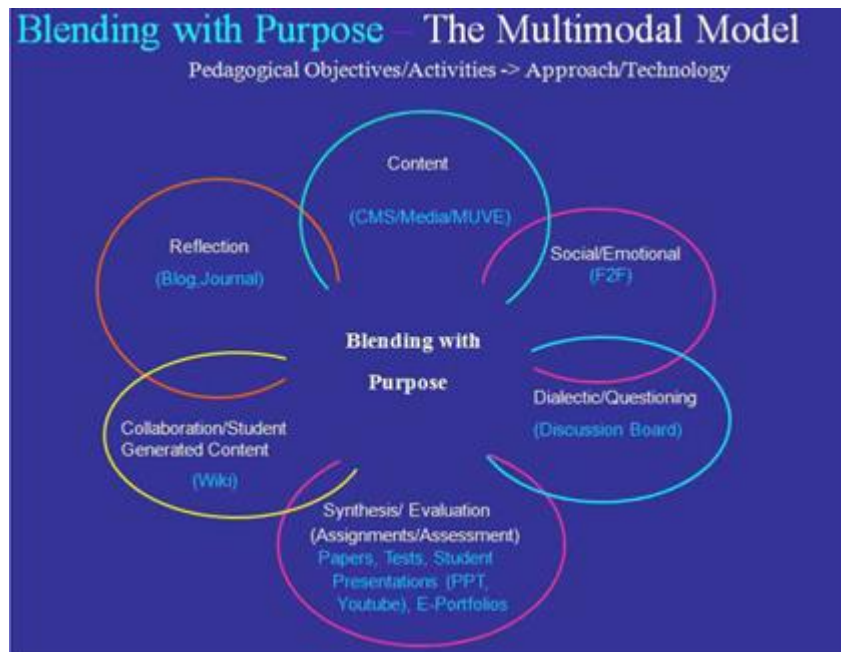 Blending with Purpose – The Multimodal Model
Pedagogical Objectives/Activities -> Approach/Technology
Content
(CMS/Media/MUVE)
Reflection
(Blog,Journal)
Social/Emotional
(F2F)
Blending with
Purpose
Dialectic/Questioning
(Discussion Board)
Collaboration/Student
Generated Content
(Wiki)
Synthesis/ Evaluation
(Assignments/Assessment)
Papers, Tests, Student
Presentations (PPT,
Youtube), E-Portfolios